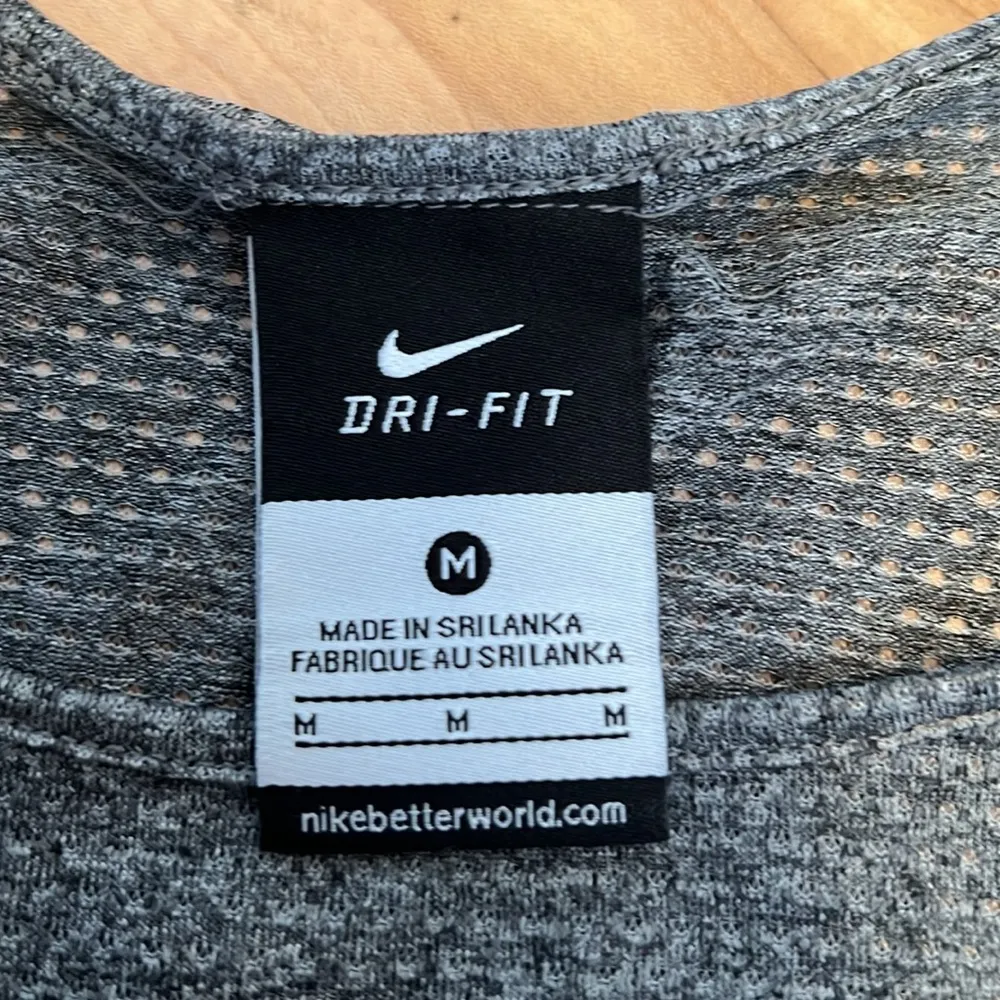 DRI-FIT
M
MADE IN SRI LANKA
FABRIQUE AU SRI LANKA
M M M
nikebetterworld.com